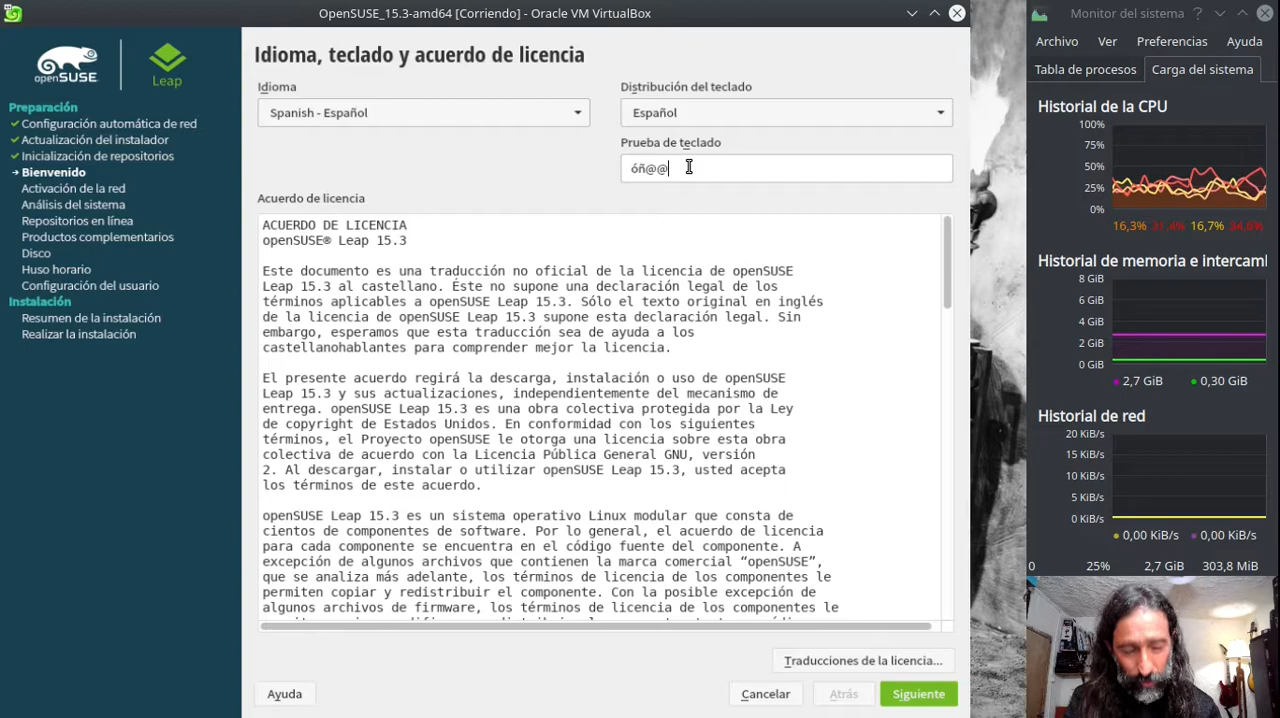 OpenSUSE_15.3-amd64 [Corriendo] - Oracle VM VirtualBox
openSUSE
Leap
Preparación
Configuración automática de red
Actualización del instalador
Inicialización de repositorios
Bienvenido
Activación de la red
Análisis del sistema
Repositorios en línea
Productos complementarios
Disco
Huso horario
Configuración del usuario
Instalación
Resumen de la instalación
Realizar la instalación
Idioma, teclado y acuerdo de licencia
Idioma
Spanish - Español
Distribución del teclado
Español
Prueba de teclado
óñ@@
Acuerdo de licencia
ACUERDO DE LICENCIA
openSUSE® Leap 15.3
Este documento es una traducción no oficial de la licencia de openSUSE
Leap 15.3 al castellano. Éste no supone una declaración legal de los
términos aplicables a openSUSE Leap 15.3. Sólo el texto original en inglés
de la licencia de openSUSE Leap 15.3 supone esta declaración legal. Sin
embargo, esperamos que esta traducción sea de ayuda a los
castellanohablantes para comprender mejor la licencia.
El presente acuerdo regirá la descarga, instalación o uso de openSUSE
Leap 15.3 y sus actualizaciones, independientemente del mecanismo de
entrega. openSUSE Leap 15.3 es una obra colectiva protegida por la Ley
de copyright de Estados Unidos. En conformidad con los siguientes
términos, el Proyecto openSUSE le otorga una licencia sobre esta obra
colectiva de acuerdo con la Licencia Pública General GNU, versión
2. Al descargar, instalar o utilizar openSUSE Leap 15.3, usted acepta
los términos de este acuerdo.
openSUSE Leap 15.3 es un sistema operativo Linux modular que consta de
cientos de componentes de software. Por lo general, el acuerdo de licencia
para cada componente se encuentra en el código fuente del componente. A
excepción de algunos archivos que contienen la marca comercial “openSUSE”,
que se analiza más adelante, los términos de licencia de los componentes le
permiten copiar y redistribuir el componente. Con la posible excepción de
algunos archivos de firmware, los términos de licencia de los componentes le
Traducciones de la licencia...
Ayuda
Cancelar
Atrás
Siguiente
Monitor del sistema
Archivo Ver Preferencias Ayuda
Tabla de procesos Carga del sistema
Historial de la CPU
100%
75%
50%
25%
0%
16,3% 31,4% 16,7% 34,6%
Historial de memoria e intercaml
8 GiB
6 GiB
4 GiB
2 GiB
0 GiB
2,7 GiB 0,30 GiB
Historial de red
20 KiB/s
15 KiB/s
10 KiB/s
5 KiB/s
0 KiB/s
0,00 KiB/s 0,00 KiB/s
0 25% 2,7 GiB 303,8 MiB